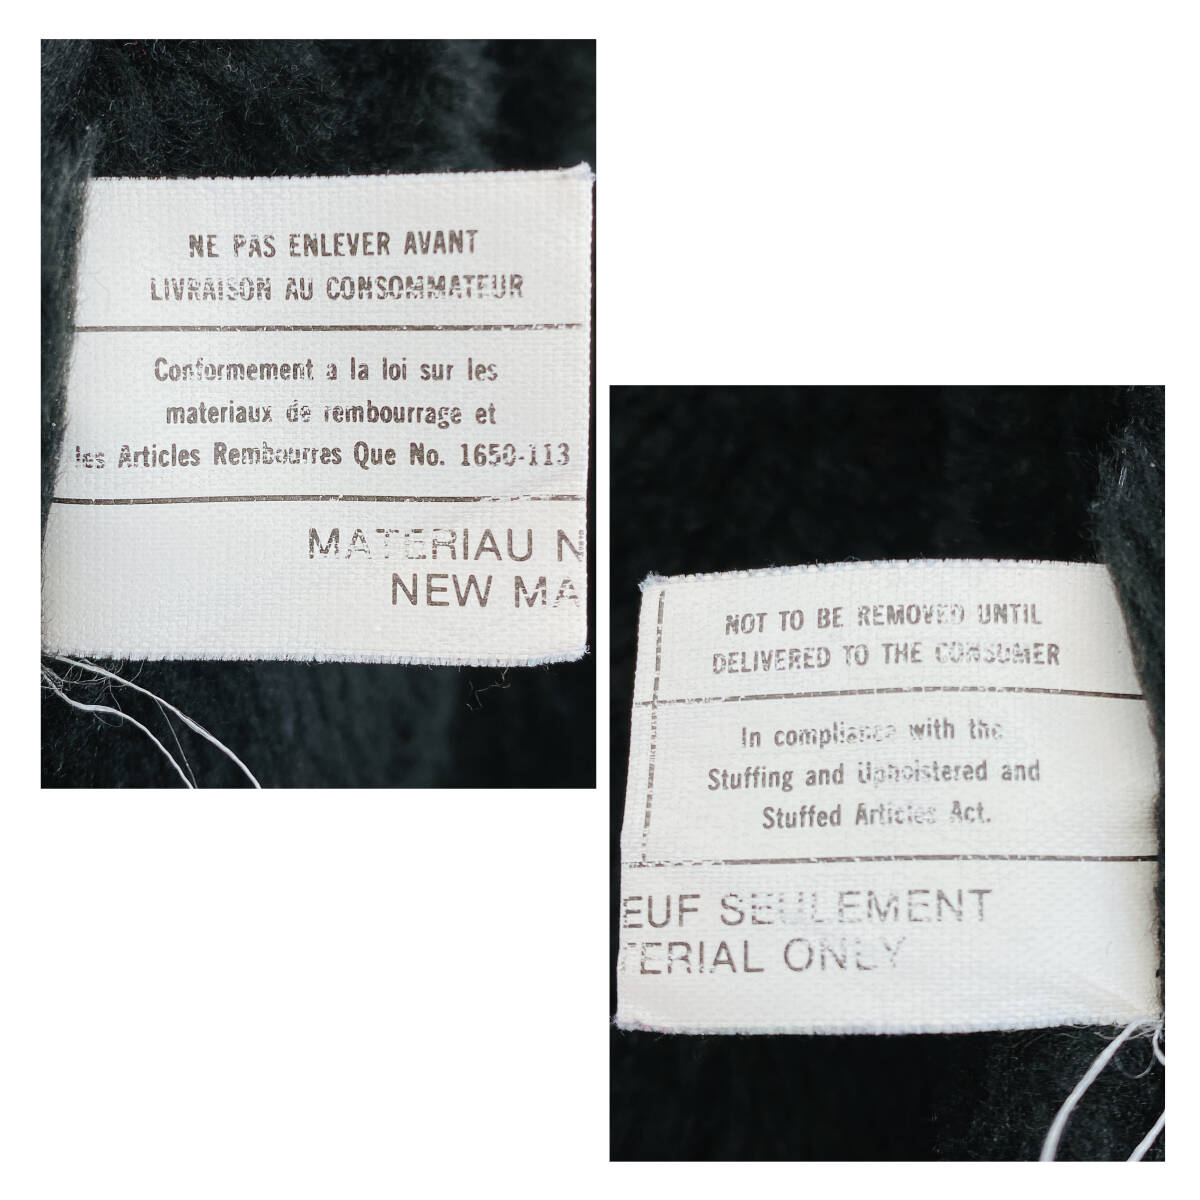 NE PAS ENLEVER AVANT
LIVRAISON AU CONSOMMATEUR
Conformement a la loi sur les
materiaux de rembourrage et
les Articles Rembourres Que No. 1650-113
MATERIAU N
NEW MA
NOT TO BE REMOVED UNTIL
DELIVERED TO THE CONSUMER
In compliance with the
Stuffing and Upholstered and
Stuffed Articles Act.
EUF SEULEMENT
TERIAL ONLY